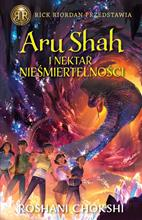 RICK RIORDAN PRZEDSTAWIA
Aru Shah
I NEKTAR
NIEŚMIERTELNOŚCI
ROSHANI CHOKSHI